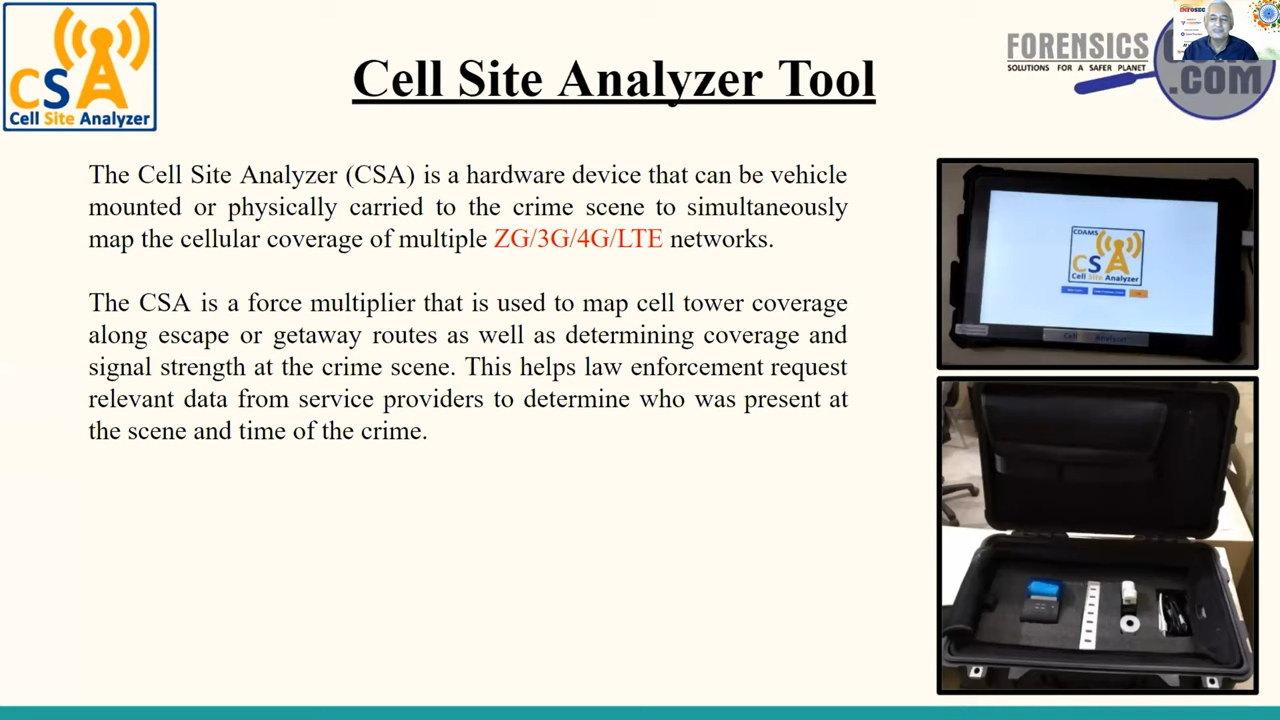 CSA
Cell Site Analyzer
Cell Site Analyzer Tool
FORENSICS
SOLUTIONS FOR A SAFER PLANET
.COM
INFOSEC
The Cell Site Analyzer (CSA) is a hardware device that can be vehicle
mounted or physically carried to the crime scene to simultaneously
map the cellular coverage of multiple ZG/3G/4G/LTE networks.
The CSA is a force multiplier that is used to map cell tower coverage
along escape or getaway routes as well as determining coverage and
signal strength at the crime scene. This helps law enforcement request
relevant data from service providers to determine who was present at
the scene and time of the crime.
CDAMS
CSA
Cell Site Analyzer
Cell Site Analyzer